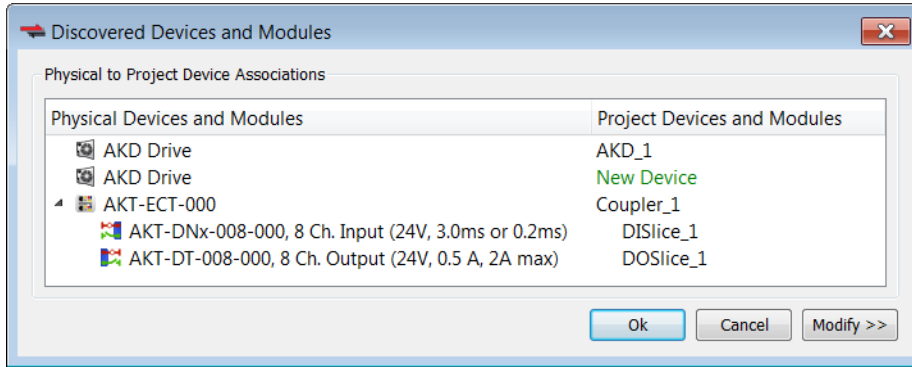 Discovered Devices and Modules
Physical to Project Device Associations
Physical Devices and Modules Project Devices and Modules
AKD Drive AKD_1
AKD Drive New Device
AKT-ECT-000 Coupler_1
AKT-DNx-008-000, 8 Ch. Input (24V, 3.0ms or 0.2ms) DISlice_1
AKT-DT-008-000, 8 Ch. Output (24V, 0.5 A, 2A max) DOSlice_1
Ok Cancel Modify >>